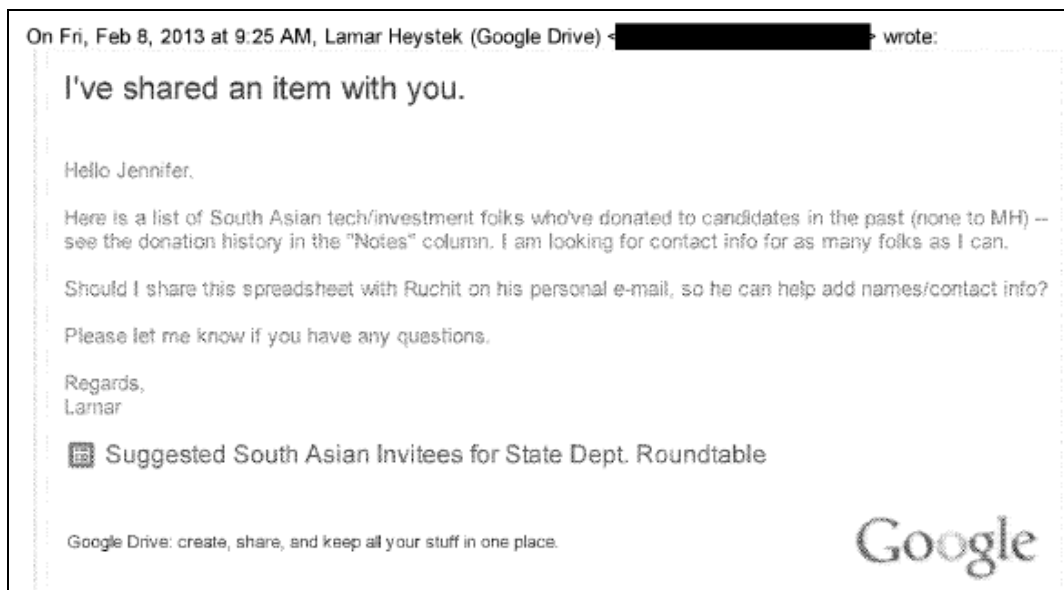 On Fri, Feb 8, 2013 at 9:25 AM, Lamar Heystek (Google Drive) < > wrote:
I've shared an item with you.
Hello Jennifer,
Here is a list of South Asian tech/investment folks who've donated to candidates in the past (none to MH) --
see the donation history in the "Notes" column. I am looking for contact info for as many folks as I can.
Should I share this spreadsheet with Ruchit on his personal e-mail, so he can help add names/contact info?
Please let me know if you have any questions.
Regards,
Lamar
Suggested South Asian Invitees for State Dept. Roundtable
Google Drive: create, share, and keep all your stuff in one place.
Google